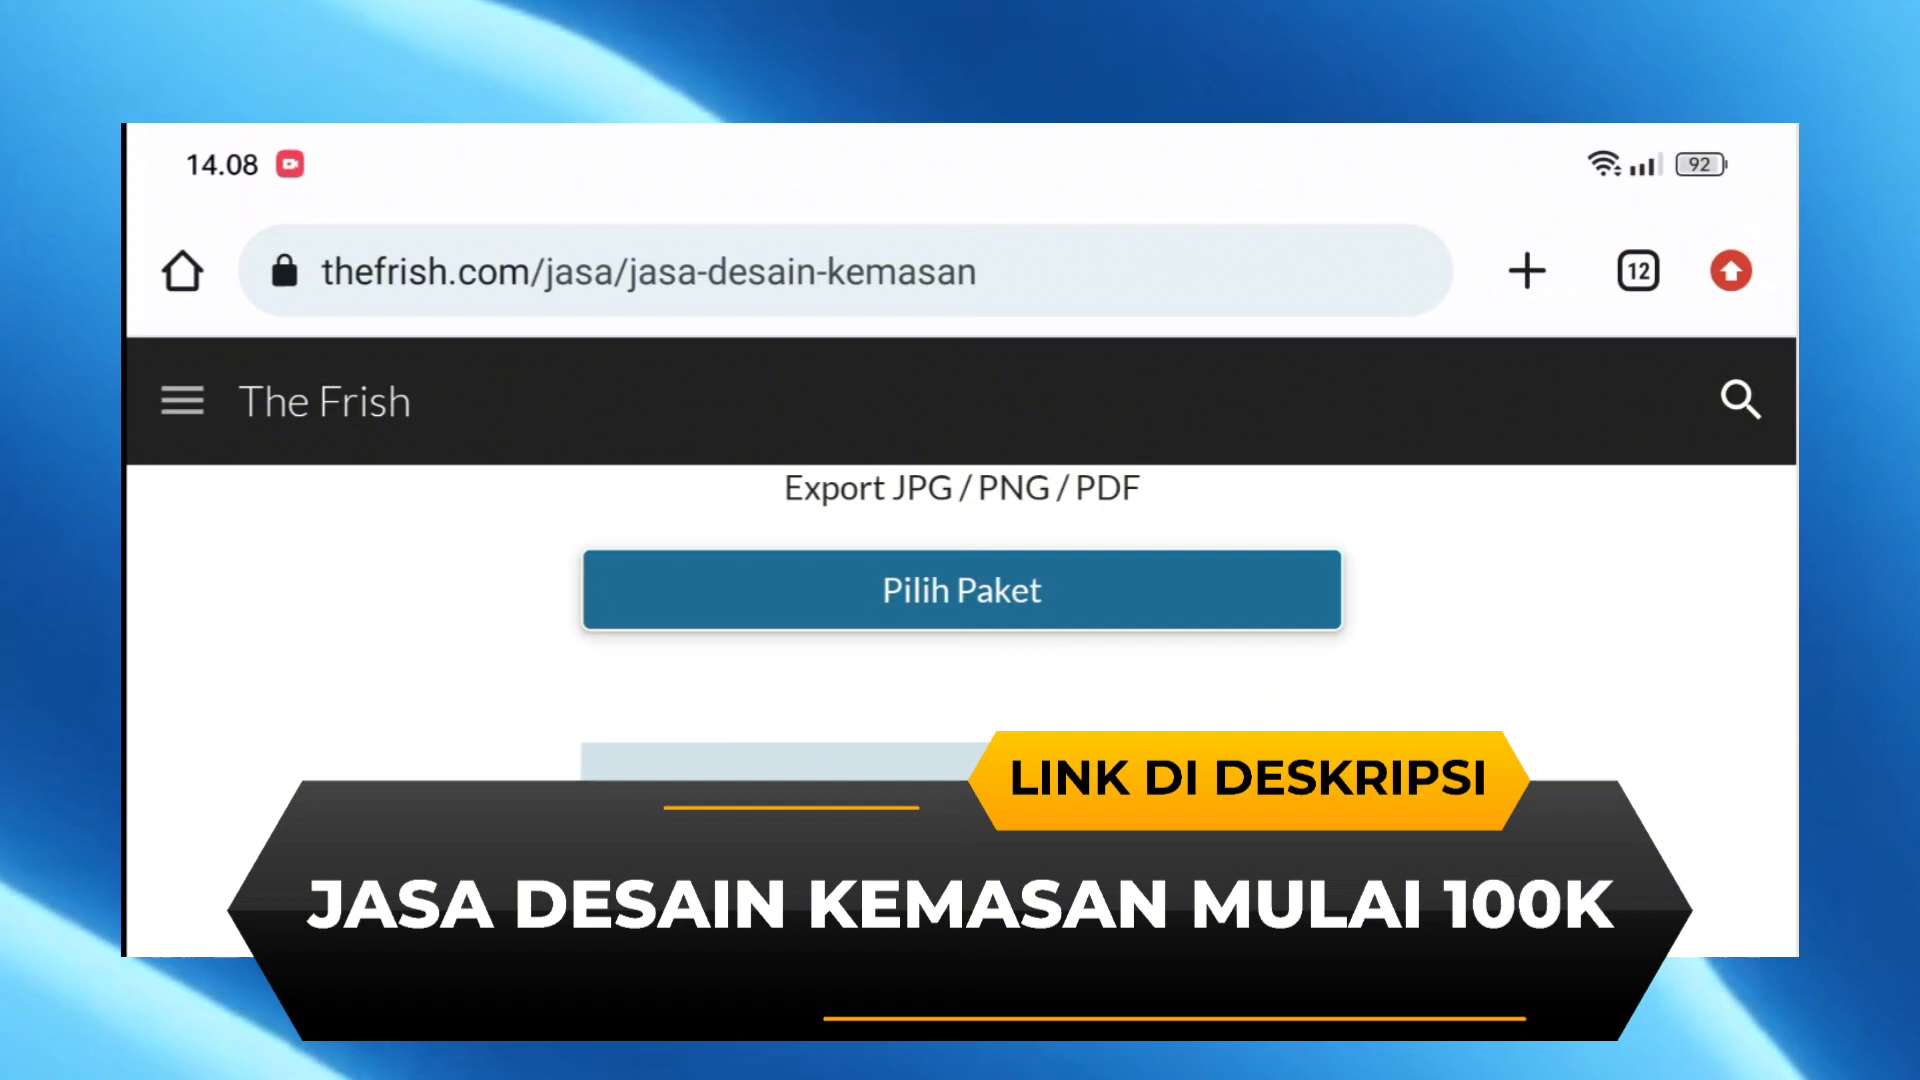 14.08
92
thefrish.com/jasa/jasa-desain-kemasan
12
The Frish
Export JPG / PNG / PDF
Pilih Paket
LINK DI DESKRIPSI
JASA DESAIN KEMASAN MULAI 100K